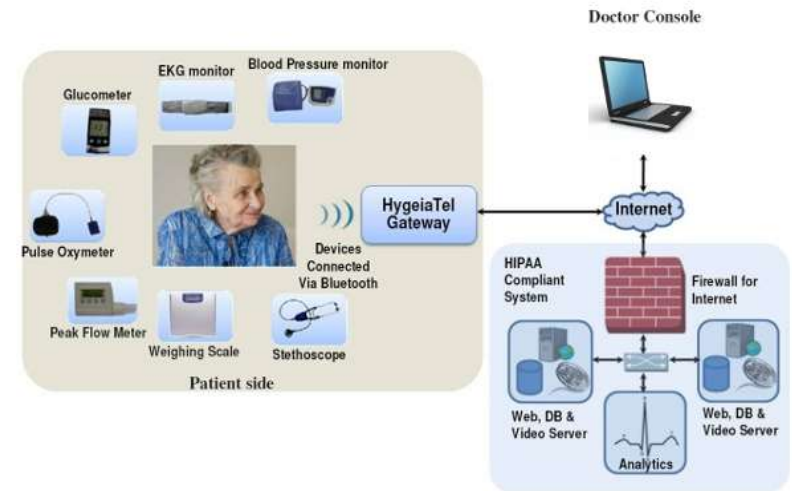 Doctor Console
Blood Pressure monitor
EKG monitor
Glucometer
HygeiaTel
Gateway
Internet
Pulse Oxymeter
Devices
Connected
Via Bluetooth
HIPAA
Compliant
System
Firewall for
Internet
Peak Flow Meter
Weighing Scale
Stethoscope
Patient side
Web, DB &
Video Server
Web, DB &
Video Server
Analytics